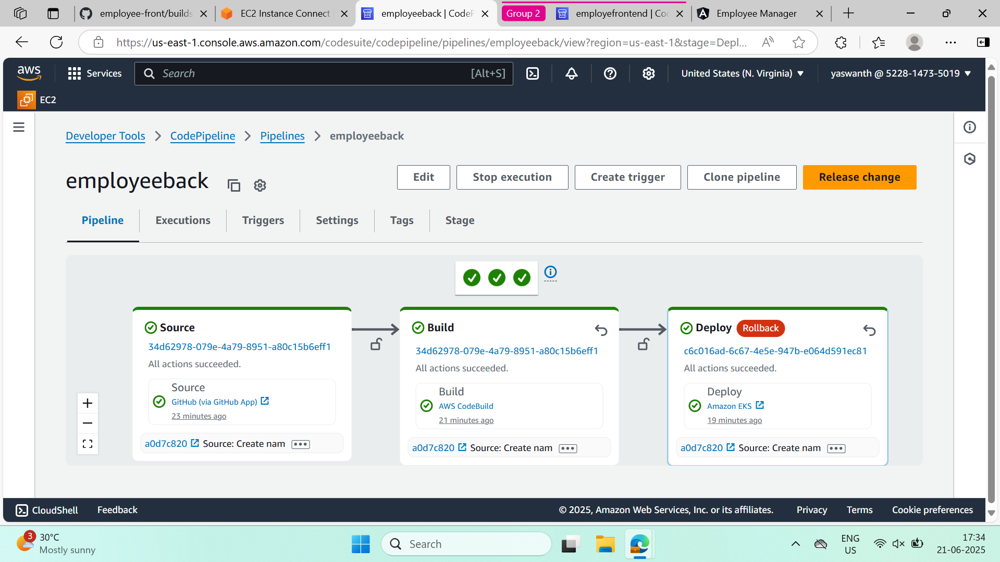 employee-front/builds
EC2 Instance Connect
employeeback | CodeP
Group 2
employefrontend | Co
Employee Manager
https://us-east-1.console.aws.amazon.com/codesuite/codepipeline/pipelines/employeeback/view?region=us-east-1&stage=Depl...
aws
Services
Search
[Alt+S]
United States (N. Virginia)
yaswanth @ 5228-1473-5019
EC2
Developer Tools
CodePipeline
Pipelines
employeeback
employeeback
Edit
Stop execution
Create trigger
Clone pipeline
Release change
Pipeline
Executions
Triggers
Settings
Tags
Stage
Source
34d62978-079e-4a79-8951-a80c15b6eff1
All actions succeeded.
Source
GitHub (via GitHub App)
23 minutes ago
a0d7c820 Source: Create nam
Build
34d62978-079e-4a79-8951-a80c15b6eff1
All actions succeeded.
Build
AWS CodeBuild
21 minutes ago
a0d7c820 Source: Create nam
Deploy Rollback
c6c016ad-6c67-4e5e-947b-e064d591ec81
All actions succeeded.
Deploy
Amazon EKS
19 minutes ago
a0d7c820 Source: Create nam
CloudShell
Feedback
© 2025, Amazon Web Services, Inc. or its affiliates.
Privacy
Terms
Cookie preferences
3
30°C
Mostly sunny
Search
ENG
US
17:34
21-06-2025